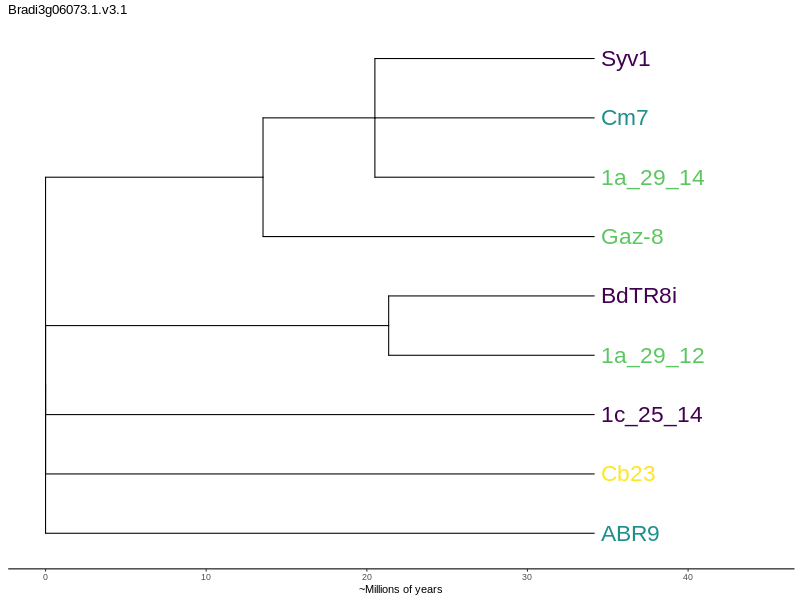 Bradi3g06073.1.v3.1
Syv1
Cm7
1a_29_14
Gaz-8
BdTR8i
1a_29_12
1c_25_14
Cb23
ABR9
0 10 20 30 40
~Millions of years